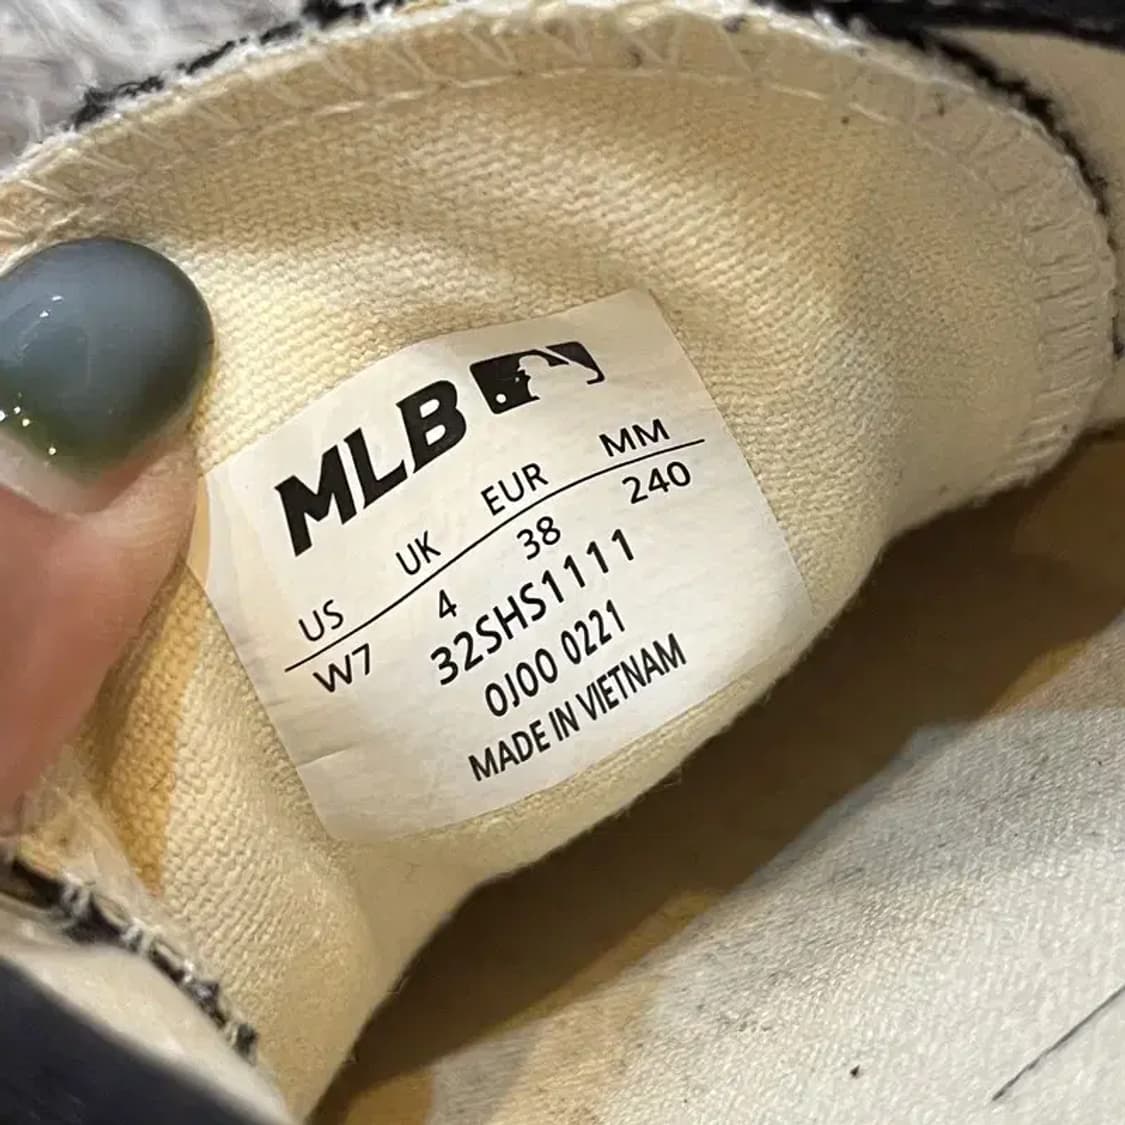 MLB
US UK EUR MM
W7 4 38 240
32SHS1111
0J00 0221
MADE IN VIETNAM